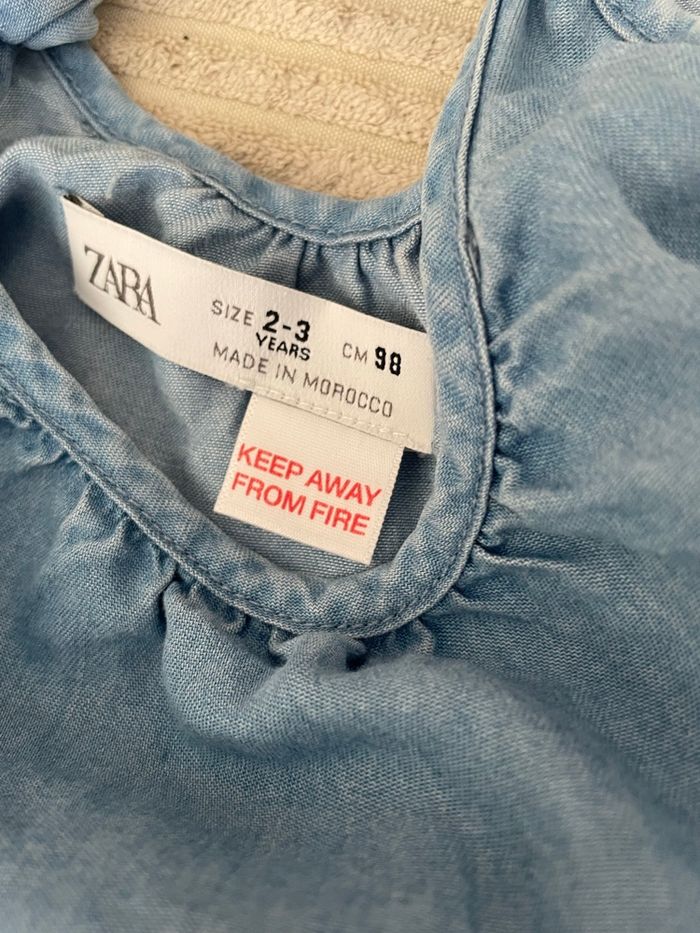 ZARA
SIZE 2-3 CM 98
YEARS
MADE IN MOROCCO
KEEP AWAY
FROM FIRE